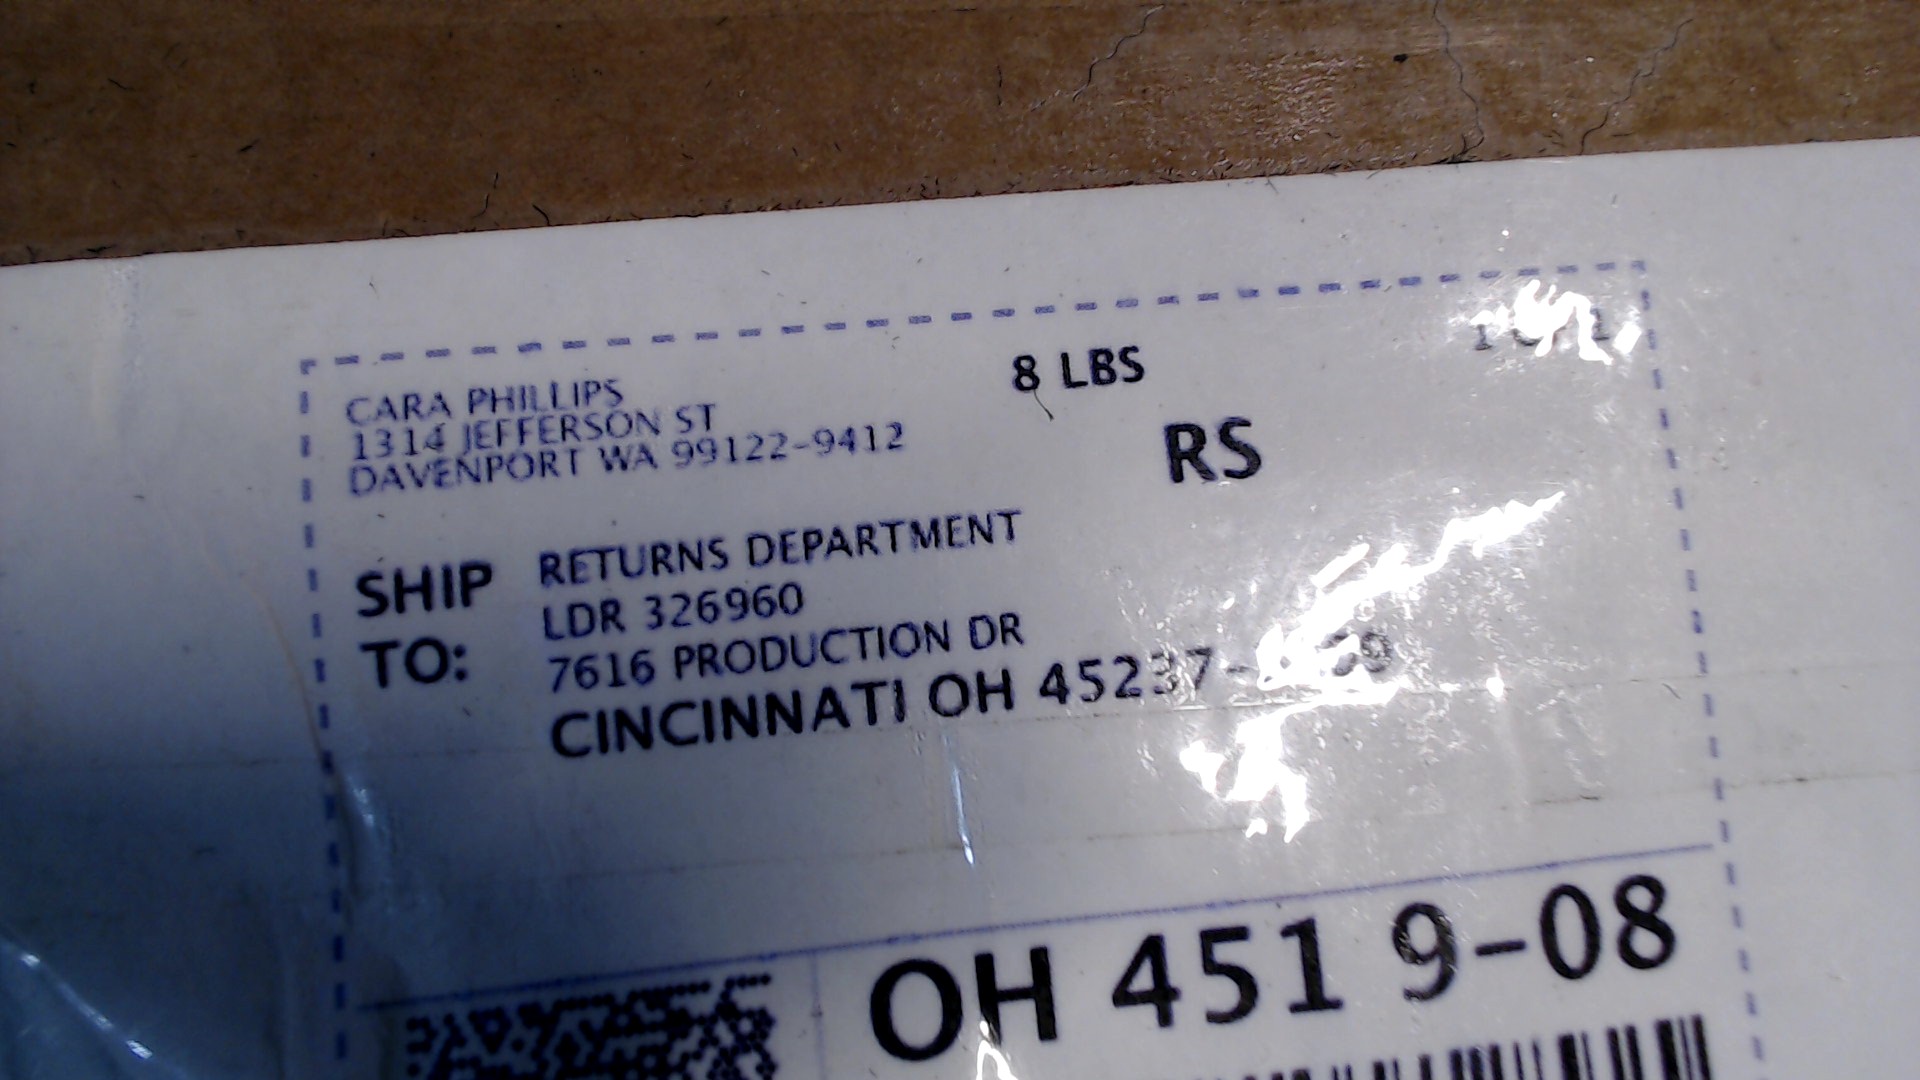 CARA PHILLIPS
1314 JEFFERSON ST
DAVENPORT WA 99122-9412
8 LBS
RS
SHIP TO:
RETURNS DEPARTMENT
LDR 326960
7616 PRODUCTION DR
CINCINNATI OH
OH 451 9-08